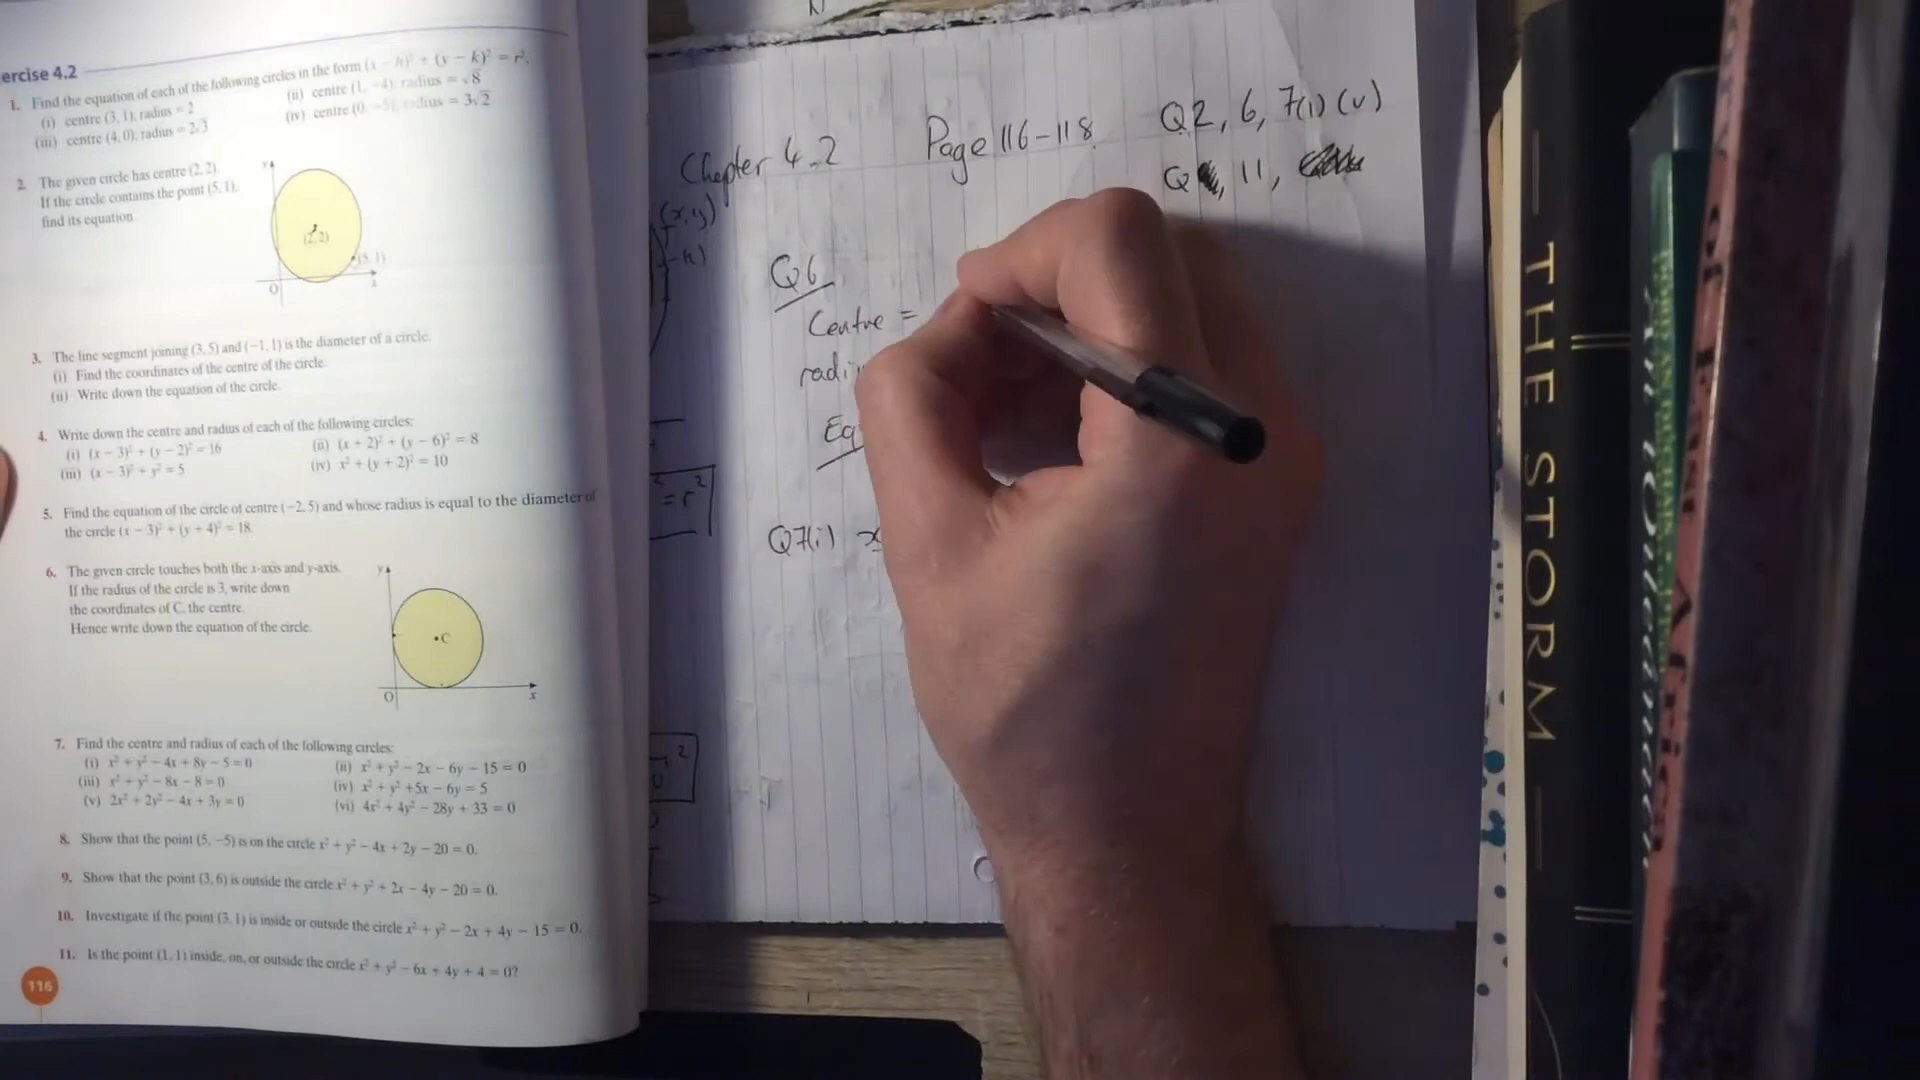 ercise 4.2
1. Find the equation of each of the following circles in the form (x − h)² + (y − k)² = r².
(i) centre (3, 1); radius = 2
(ii) centre (1, −4); radius = √8
(iii) centre (4, 0); radius = 2√3
(iv) centre (0, −5); radius = 3√2
2. The given circle has centre (2, 2).
If the circle contains the point (5, 1),
find its equation.
y
(2, 2)
(5, 1)
O
x
3. The line segment joining (3, 5) and (−1, 1) is the diameter of a circle.
(i) Find the coordinates of the centre of the circle.
(ii) Write down the equation of the circle.
4. Write down the centre and radius of each of the following circles:
(i) (x − 3)² + (y − 2)² = 16
(ii) (x + 2)² + (y − 6)² = 8
(iii) (x − 3)² + y² = 5
(iv) x² + (y + 2)² = 10
5. Find the equation of the circle of centre (−2, 5) and whose radius is equal to the diameter of
the circle (x − 3)² + (y + 4)² = 18.
6. The given circle touches both the x-axis and y-axis.
If the radius of the circle is 3, write down
the coordinates of C, the centre.
Hence write down the equation of the circle.
y
C
O
x
7. Find the centre and radius of each of the following circles:
(i) x² + y² − 4x + 8y − 5 = 0
(ii) x² + y² − 2x − 6y − 15 = 0
(iii) x² + y² − 8x − 8 = 0
(iv) x² + y² +5x − 6y = 5
(v) 2x² + 2y² − 4x + 3y = 0
(vi) 4x² + 4y² − 28y + 33 = 0
8. Show that the point (5, −5) is on the circle x² + y² − 4x + 2y − 20 = 0.
9. Show that the point (3, 6) is outside the circle x² + y² + 2x − 4y − 20 = 0.
10. Investigate if the point (3, 1) is inside or outside the circle x² + y² − 2x + 4y − 15 = 0.
11. Is the point (1, 1) inside, on, or outside the circle x² + y² − 6x + 4y + 4 = 0?
116
Chapter 4.2 Page 116-118 Q2, 6, 7(i) (v)
Q , 11,
(x,y)
-k)
Q6
Centre =
radi
Eq
= r²
Q7(i) x
THE STORM